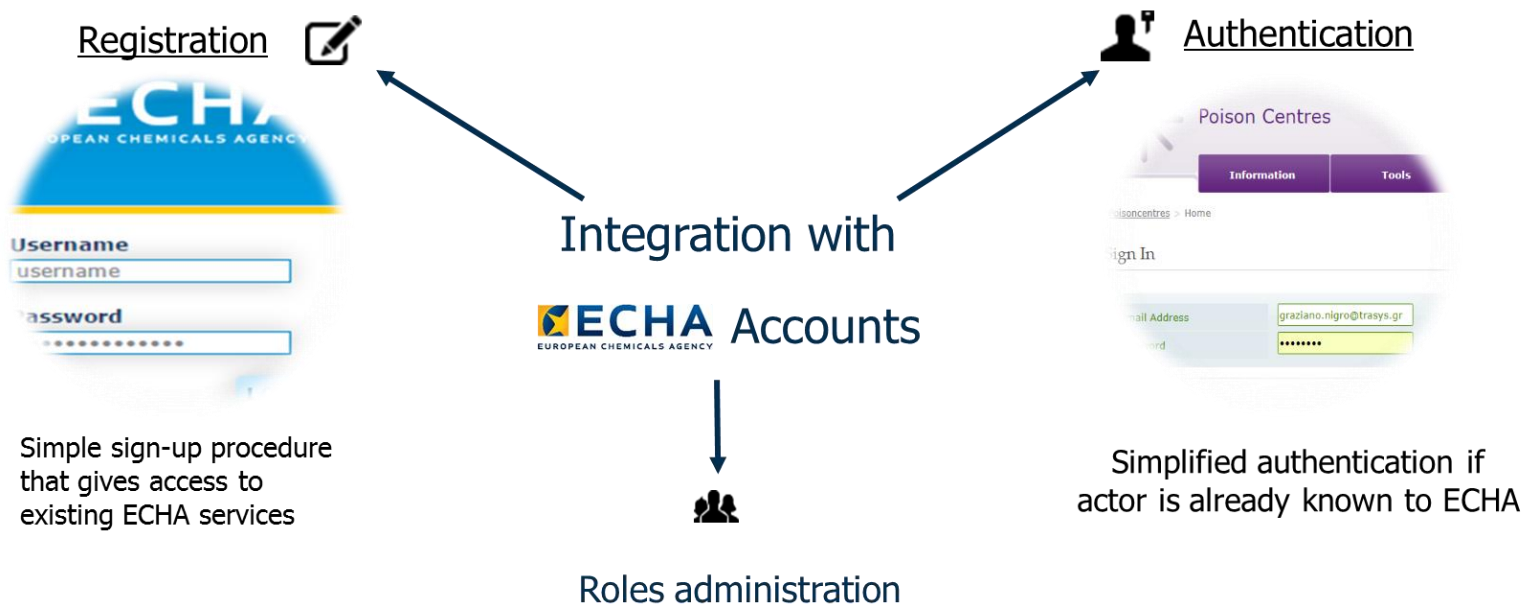 Registration
ECHA
EUROPEAN CHEMICALS AGENCY
Username
username
Password
Simple sign-up procedure
that gives access to
existing ECHA services
Integration with
ECHA Accounts
EUROPEAN CHEMICALS AGENCY
Roles administration
Authentication
Poison Centres
Information Tools
Poisoncentres > Home
Sign In
Email Address graziano.nigro@trasys.gr
Simplified authentication if
actor is already known to ECHA